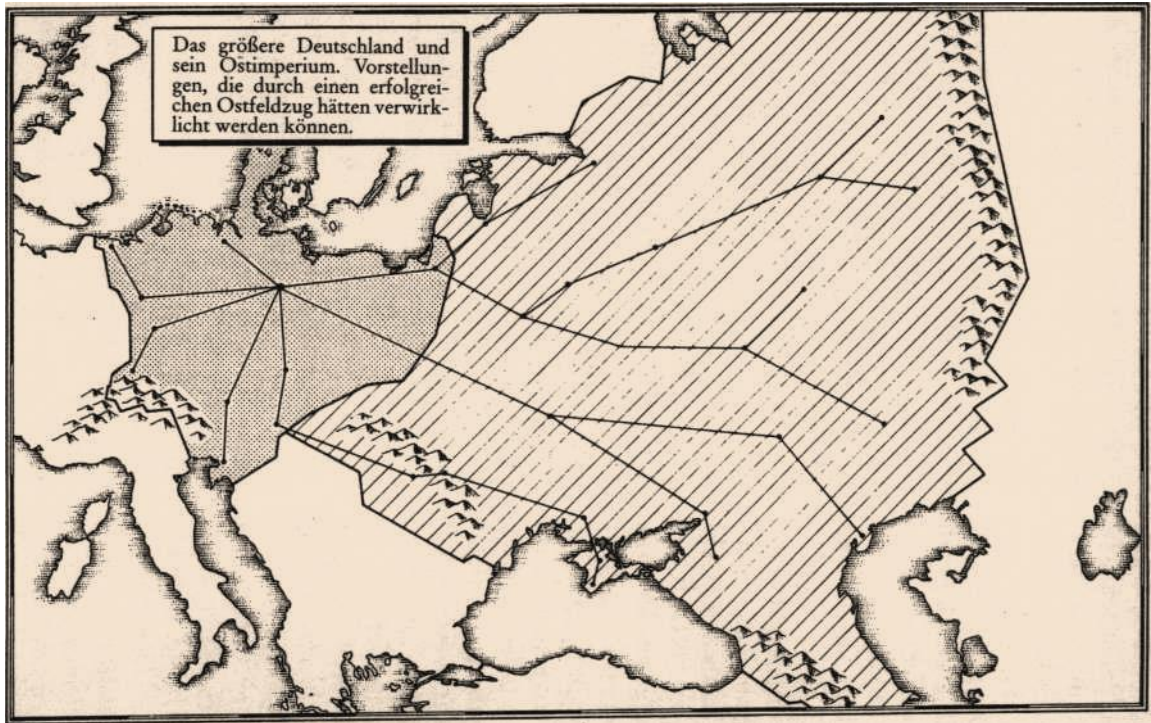 Das größere Deutschland und
sein Ostimperium. Vorstellun-
gen, die durch einen erfolgrei-
chen Ostfeldzug hätten verwirk-
licht werden können.